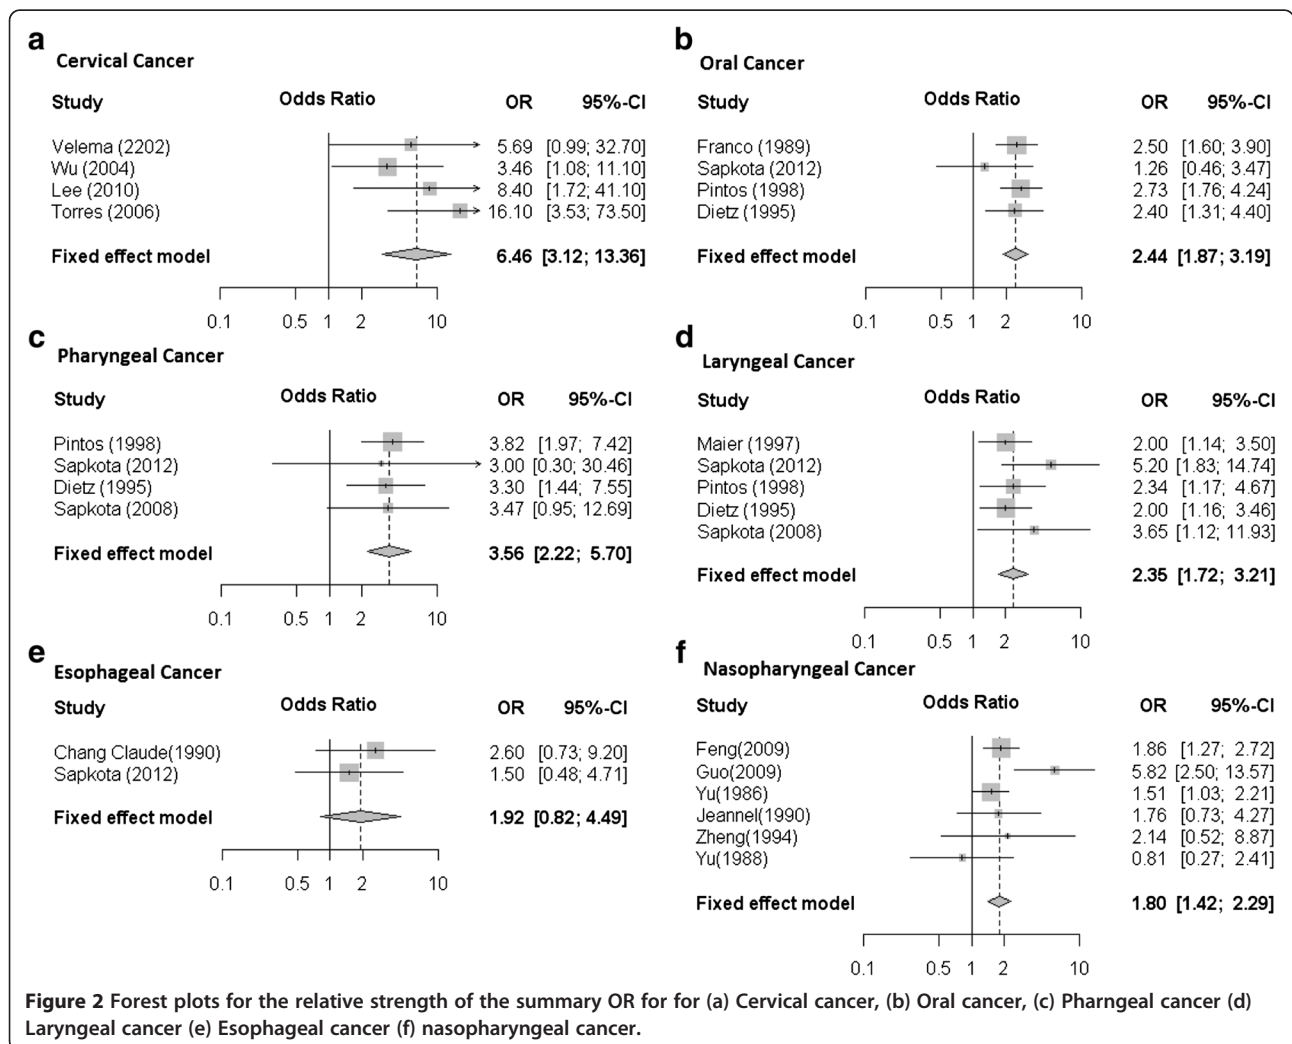 a
Cervical Cancer
Study Odds Ratio OR 95%-CI
Velema (2202) 5.69 [0.99; 32.70]
Wu (2004) 3.46 [1.08; 11.10]
Lee (2010) 8.40 [1.72; 41.10]
Torres (2006) 16.10 [3.53; 73.50]
Fixed effect model 6.46 [3.12; 13.36]
0.1 0.5 1 2 10
b
Oral Cancer
Study Odds Ratio OR 95%-CI
Franco (1989) 2.50 [1.60; 3.90]
Sapkota (2012) 1.26 [0.46; 3.47]
Pintos (1998) 2.73 [1.76; 4.24]
Dietz (1995) 2.40 [1.31; 4.40]
Fixed effect model 2.44 [1.87; 3.19]
0.1 0.5 1 2 10
c
Pharyngeal Cancer
Study Odds Ratio OR 95%-CI
Pintos (1998) 3.82 [1.97; 7.42]
Sapkota (2012) 3.00 [0.30; 30.46]
Dietz (1995) 3.30 [1.44; 7.55]
Sapkota (2008) 3.47 [0.95; 12.69]
Fixed effect model 3.56 [2.22; 5.70]
0.1 0.5 1 2 10
d
Laryngeal Cancer
Study Odds Ratio OR 95%-CI
Maier (1997) 2.00 [1.14; 3.50]
Sapkota (2012) 5.20 [1.83; 14.74]
Pintos (1998) 2.34 [1.17; 4.67]
Dietz (1995) 2.00 [1.16; 3.46]
Sapkota (2008) 3.65 [1.12; 11.93]
Fixed effect model 2.35 [1.72; 3.21]
0.1 0.5 1 2 10
e
Esophageal Cancer
Study Odds Ratio OR 95%-CI
Chang Claude(1990) 2.60 [0.73; 9.20]
Sapkota (2012) 1.50 [0.48; 4.71]
Fixed effect model 1.92 [0.82; 4.49]
0.1 0.5 1 2 10
f
Nasopharyngeal Cancer
Study Odds Ratio OR 95%-CI
Feng(2009) 1.86 [1.27; 2.72]
Guo(2009) 5.82 [2.50; 13.57]
Yu(1986) 1.51 [1.03; 2.21]
Jeannel(1990) 1.76 [0.73; 4.27]
Zheng(1994) 2.14 [0.52; 8.87]
Yu(1988) 0.81 [0.27; 2.41]
Fixed effect model 1.80 [1.42; 2.29]
0.1 0.5 1 2 10
Figure 2 Forest plots for the relative strength of the summary OR for for (a) Cervical cancer, (b) Oral cancer, (c) Pharngeal cancer (d)
Laryngeal cancer (e) Esophageal cancer (f) nasopharyngeal cancer.